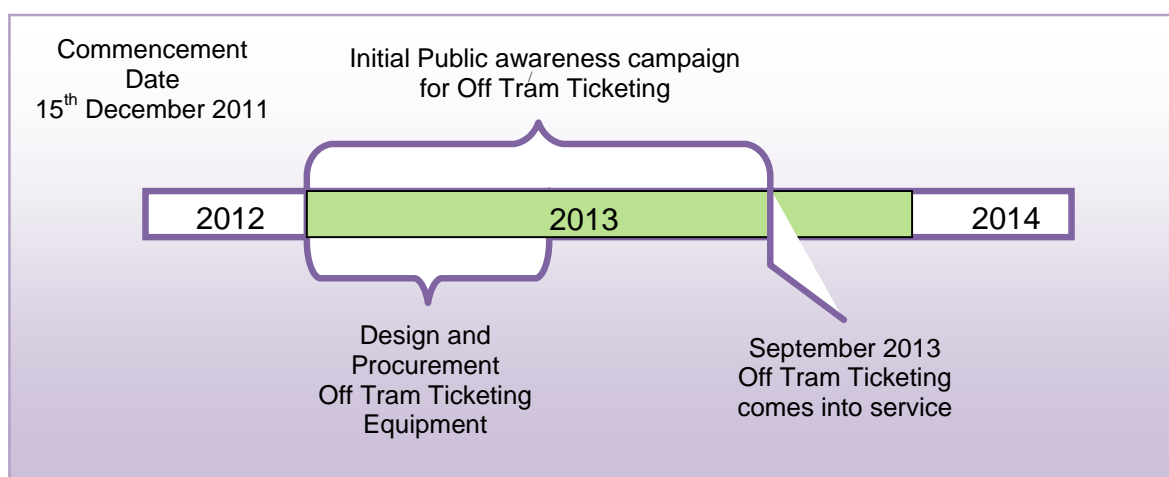 Commencement
Date
15th December 2011
Initial Public awareness campaign
for Off Tram Ticketing
2012
2013
2014
Design and
Procurement
Off Tram Ticketing
Equipment
September 2013
Off Tram Ticketing
comes into service